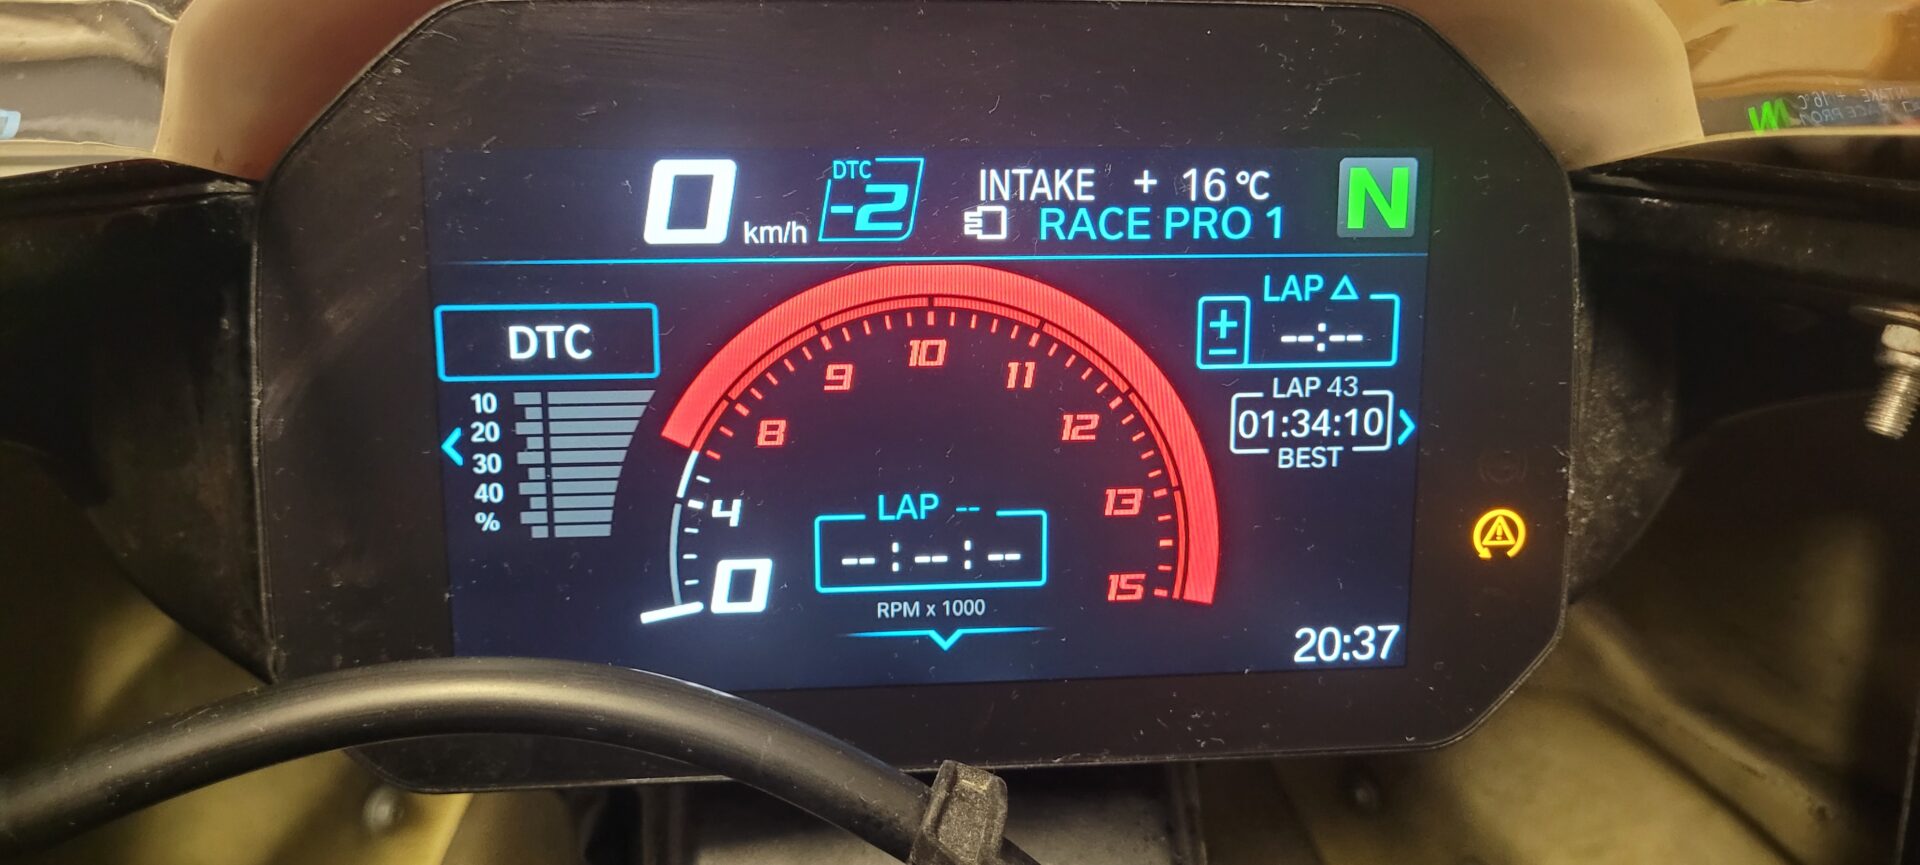 0 km/h
DTC
-2
INTAKE + 16 °C
RACE PRO 1
N
DTC
10
20
30
40
%
0
4
8
9
10
11
12
13
15
LAP --
-- : -- : --
RPM x 1000
LAP △
+
−
--:--
LAP 43
01:34:10
BEST
20:37